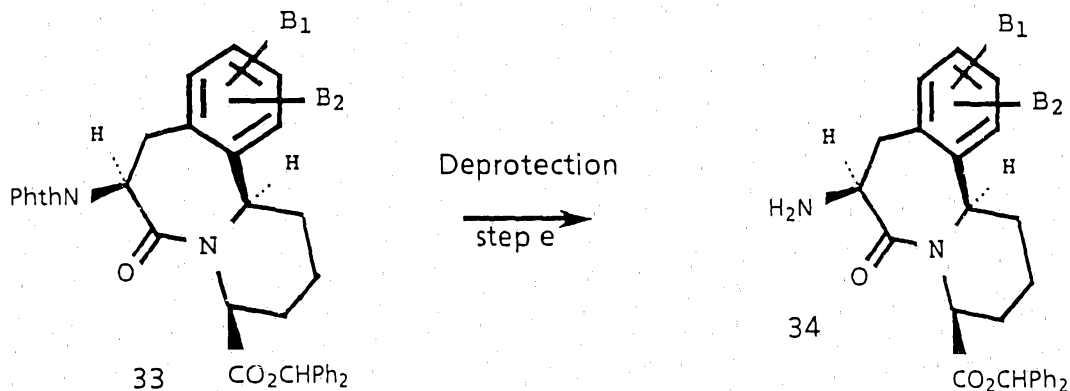 B₁
B₂
H
H
PhthN
N
O
33
CO₂CHPh₂
Deprotection
step e
B₁
B₂
H
H
H₂N
N
O
34
CO₂CHPh₂